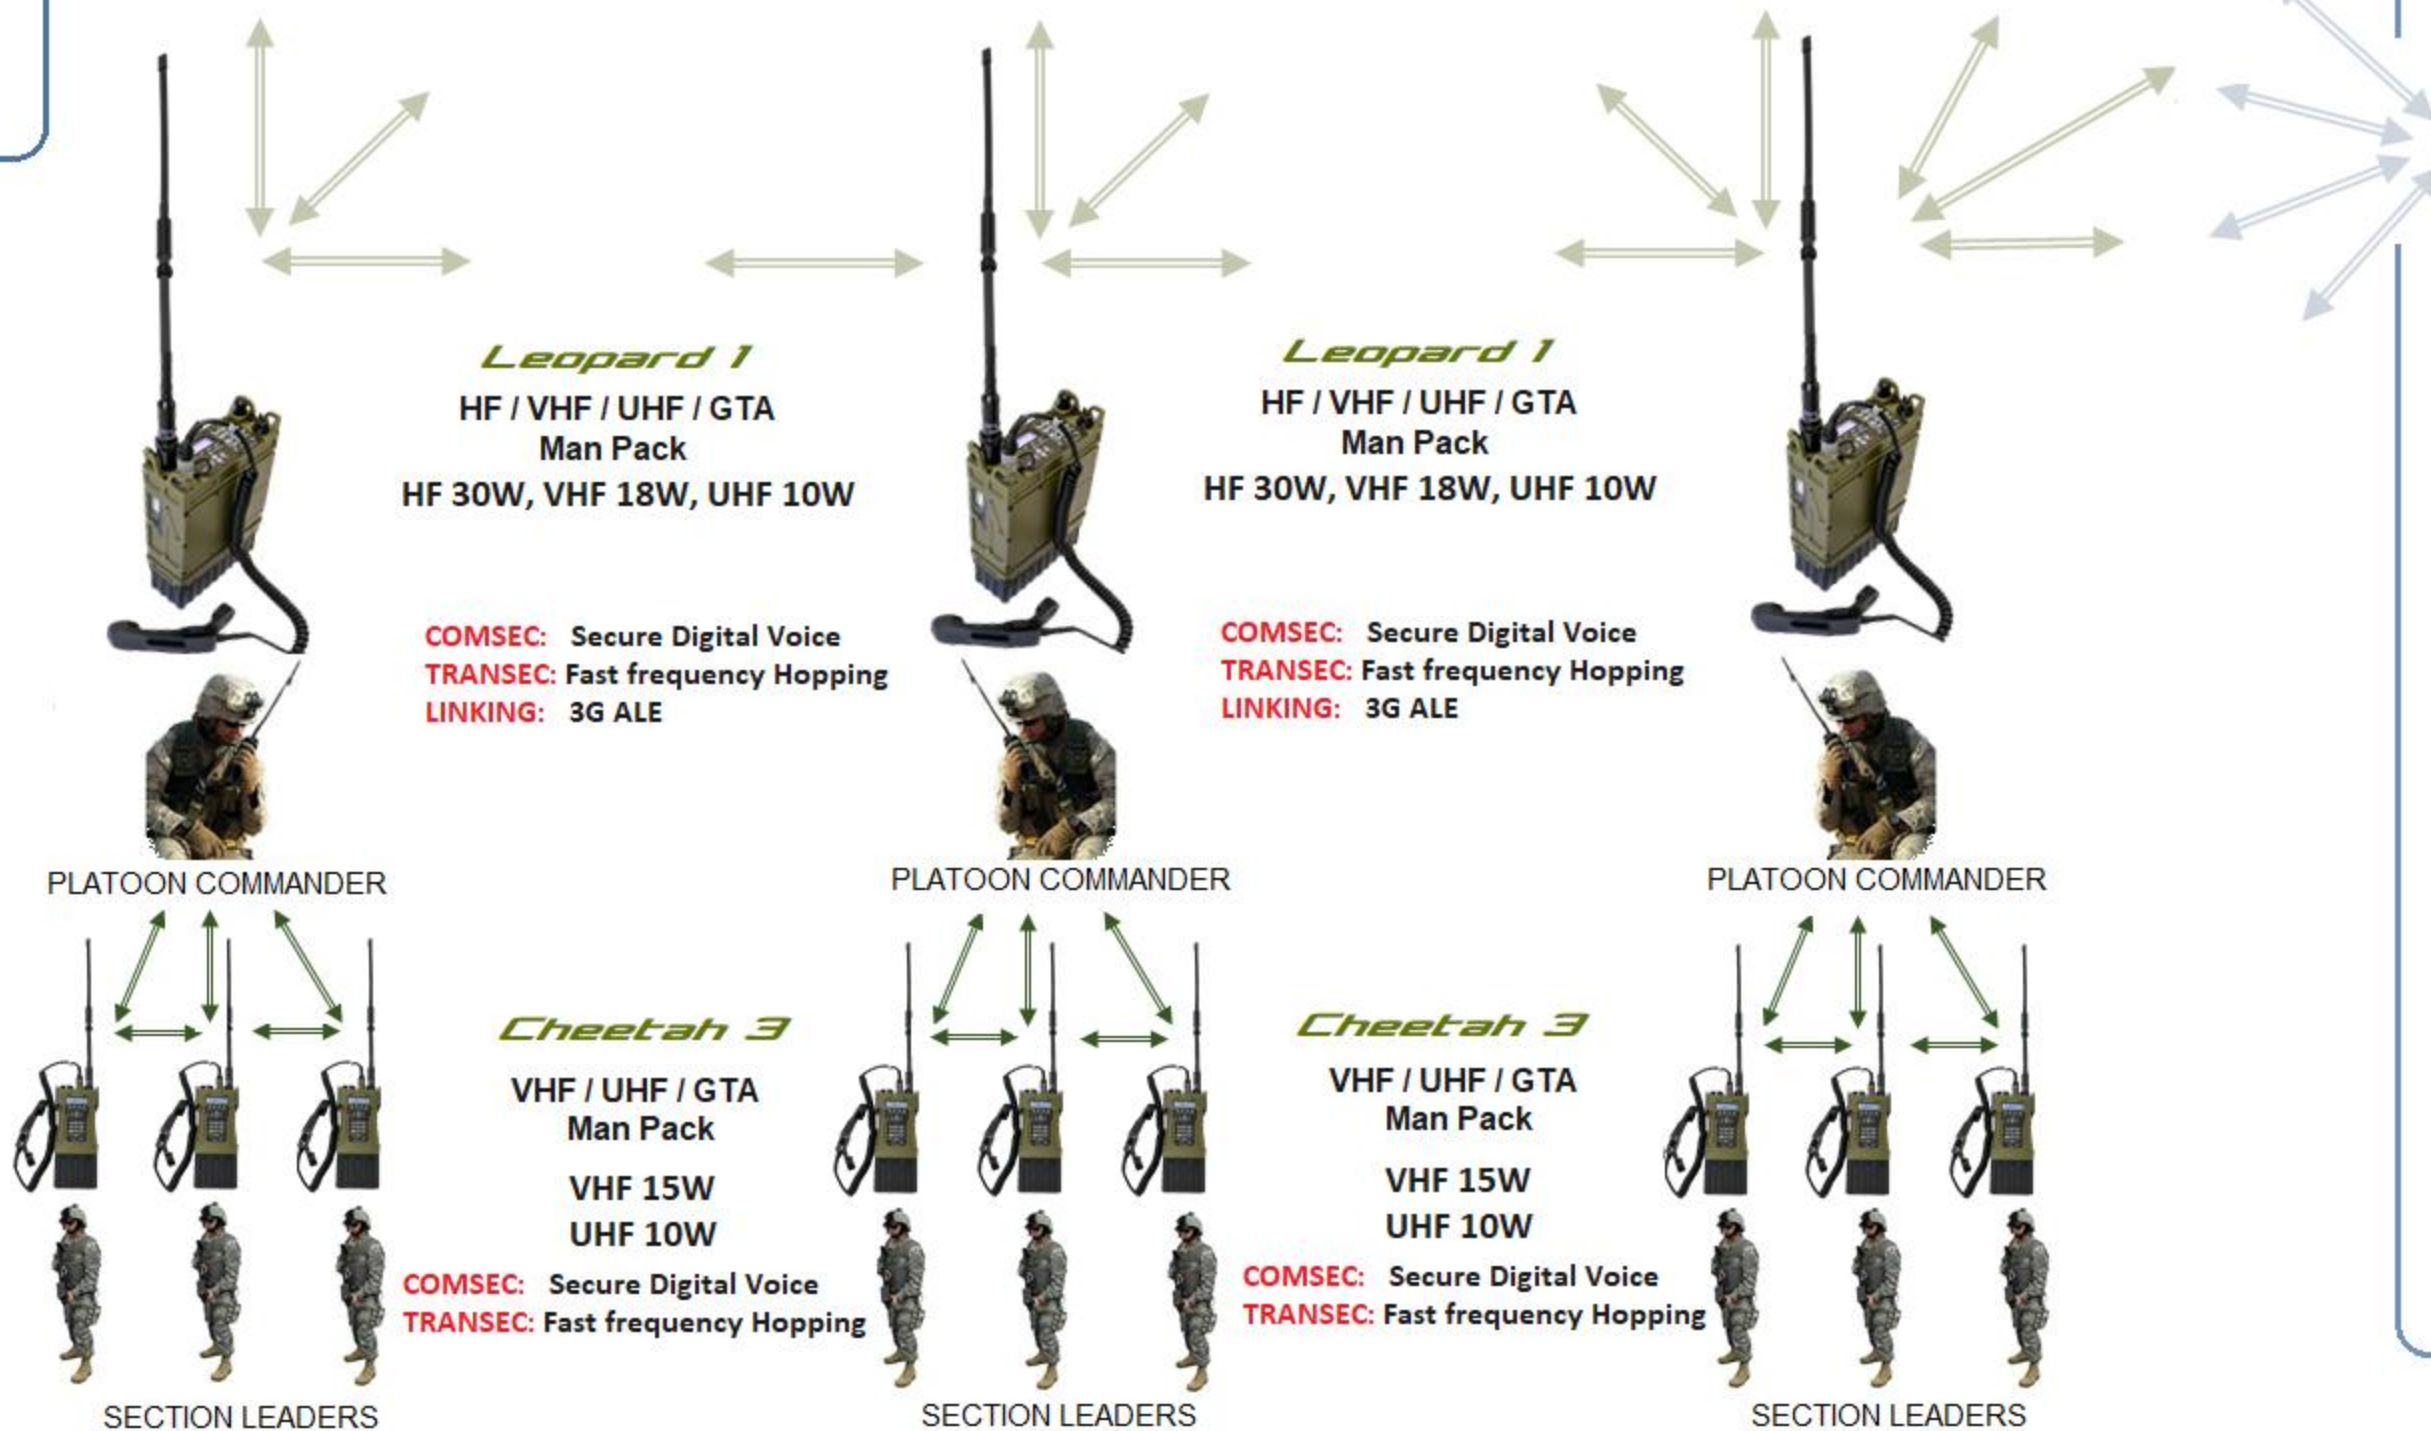 Leopard 1
HF / VHF / UHF / GTA
Man Pack
HF 30W, VHF 18W, UHF 10W
COMSEC: Secure Digital Voice
TRANSEC: Fast frequency Hopping
LINKING: 3G ALE
Leopard 1
HF / VHF / UHF / GTA
Man Pack
HF 30W, VHF 18W, UHF 10W
COMSEC: Secure Digital Voice
TRANSEC: Fast frequency Hopping
LINKING: 3G ALE
PLATOON COMMANDER
PLATOON COMMANDER
PLATOON COMMANDER
Cheetah 3
VHF / UHF / GTA
Man Pack
VHF 15W
UHF 10W
COMSEC: Secure Digital Voice
TRANSEC: Fast frequency Hopping
Cheetah 3
VHF / UHF / GTA
Man Pack
VHF 15W
UHF 10W
COMSEC: Secure Digital Voice
TRANSEC: Fast frequency Hopping
SECTION LEADERS
SECTION LEADERS
SECTION LEADERS